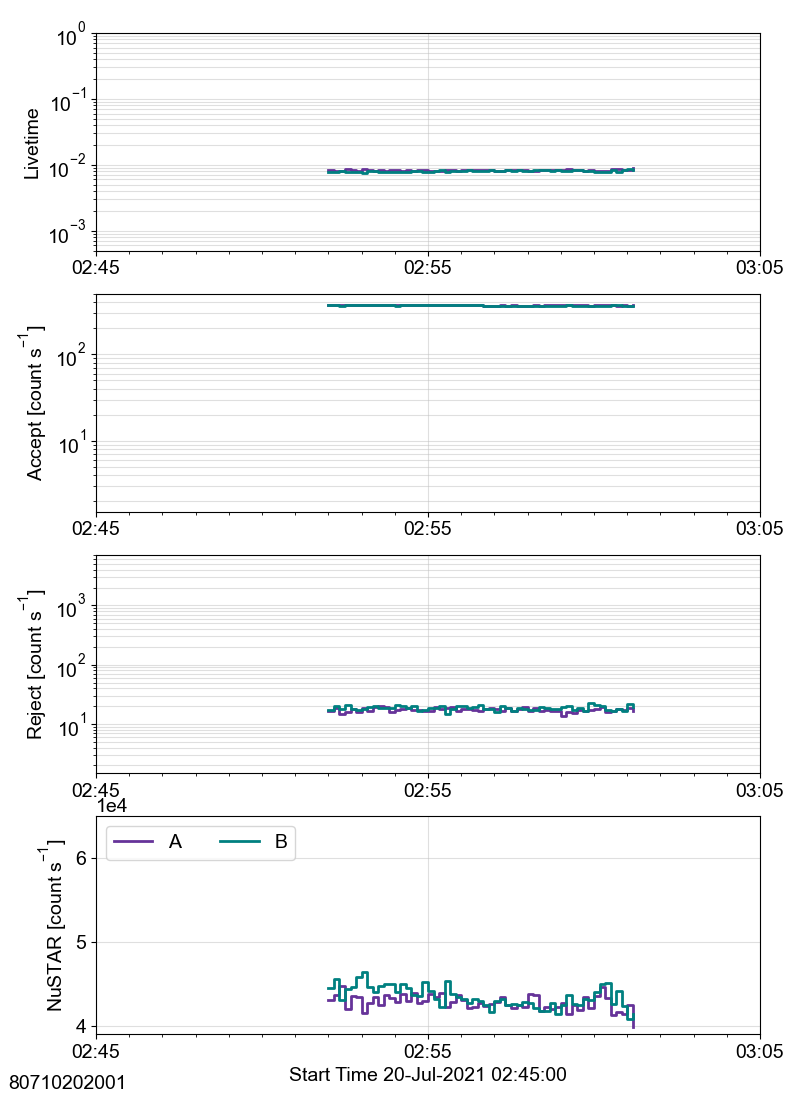 10^0
10^−1
10^−2
10^−3
Livetime
02:45 02:55 03:05
10^2
10^1
Accept [count s^−1]
02:45 02:55 03:05
10^3
10^2
10^1
Reject [count s^−1]
02:45 02:55 03:05
1e4
A B
6
5
4
NuSTAR [count s^−1]
02:45 02:55 03:05
Start Time 20-Jul-2021 02:45:00
80710202001